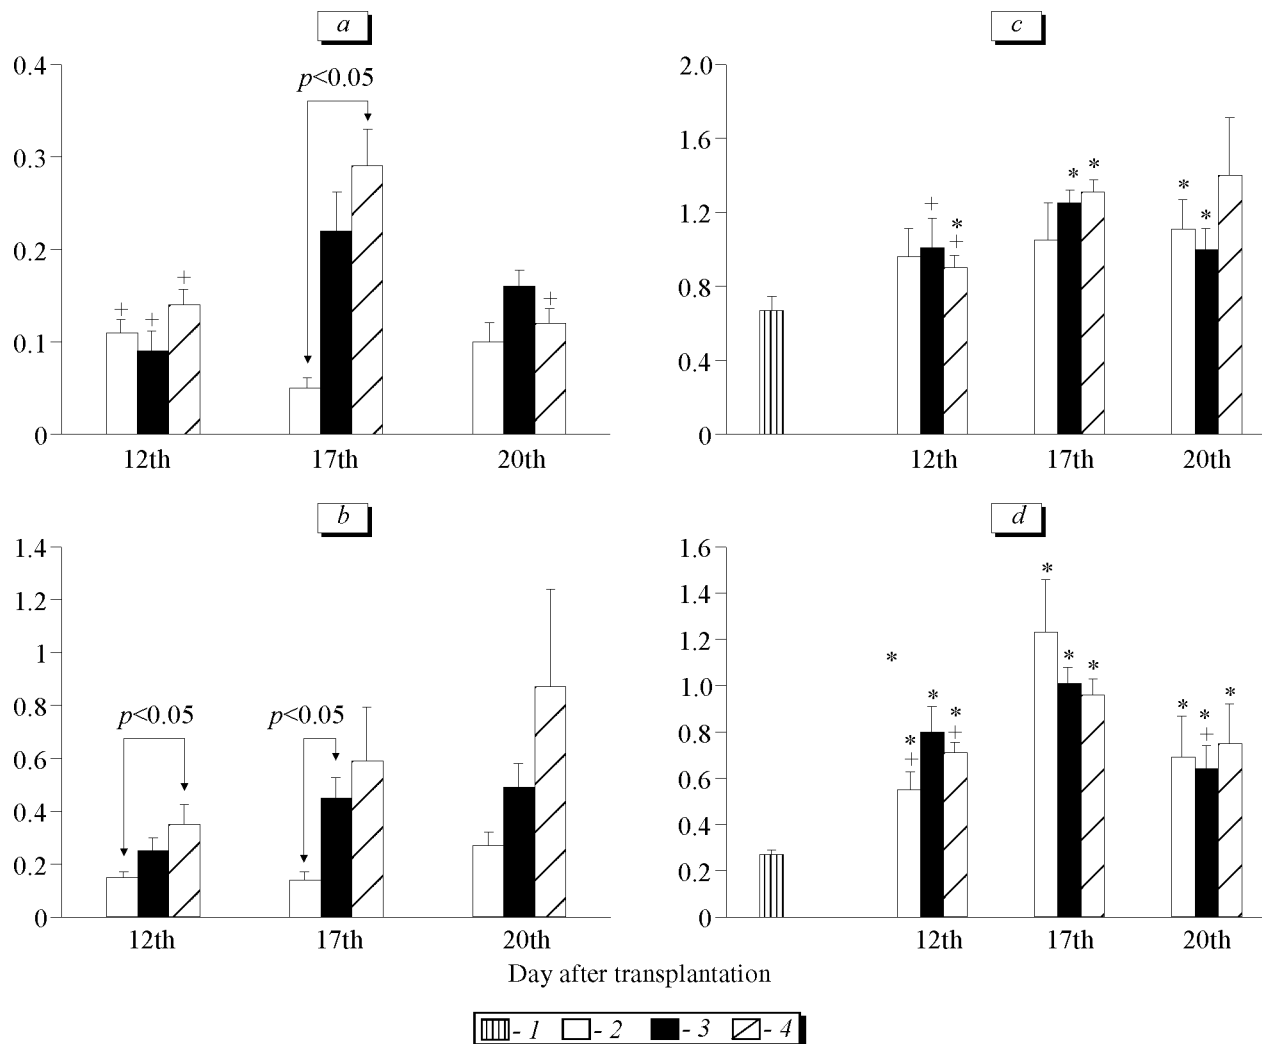 a
0.4
p<0.05
0.3
0.2
+ + +
+
0.1
0
12th 17th 20th
c
2.0
1.6
* * *
+ * +
1.2
* *
0.8
0.4
0
12th 17th 20th
b
1.4
1.2
1
0.8
p<0.05 p<0.05
0.6
0.4
0.2
0
12th 17th 20th
d
1.6
*
1.4
1.2
* * *
1.0
* * * * *
0.8
* + + +
0.6
0.4
0.2
0
12th 17th 20th
Day after transplantation
- 1 - 2 - 3 - 4